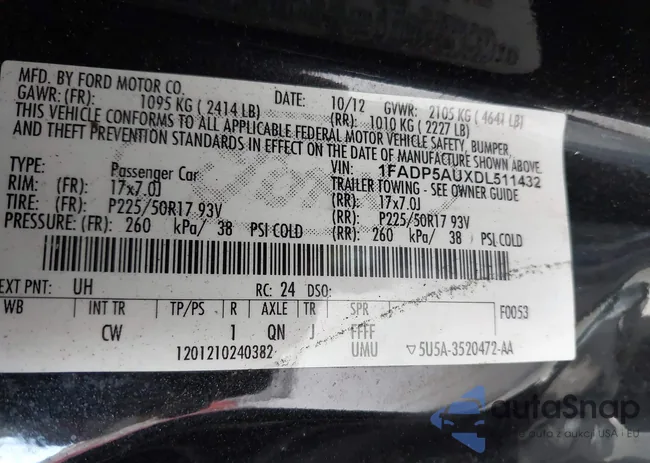 MFD. BY FORD MOTOR CO.
DATE: 10/12 GVWR: 2105 KG ( 4641 LB)
GAWR: (FR): 1095 KG ( 2414 LB) (RR): 1010 KG ( 2227 LB)
THIS VEHICLE CONFORMS TO ALL APPLICABLE FEDERAL MOTOR VEHICLE SAFETY, BUMPER,
AND THEFT PREVENTION STANDARDS IN EFFECT ON THE DATE OF MANUFACTURE SHOWN ABOVE.
VIN: 1FADP5AUXDL511432
TYPE: Passenger Car TRAILER TOWING - SEE OWNER GUIDE
RIM: (FR): 17x7.0J (RR): 17x7.0J
TIRE: (FR): P225/50R17 93V (RR): P225/50R17 93V
PRESSURE: (FR): 260 kPa/ 38 PSI COLD (RR): 260 kPa/ 38 PSI COLD
EXT PNT: UH RC: 24 DSO:
WB INT TR TP/PS R AXLE TR SPR F0053
CW 1 QN J FFFF
1201210240382 UMU ▽5U5A-3520472-AA
autaSnap
auta z aukcji USA - EU